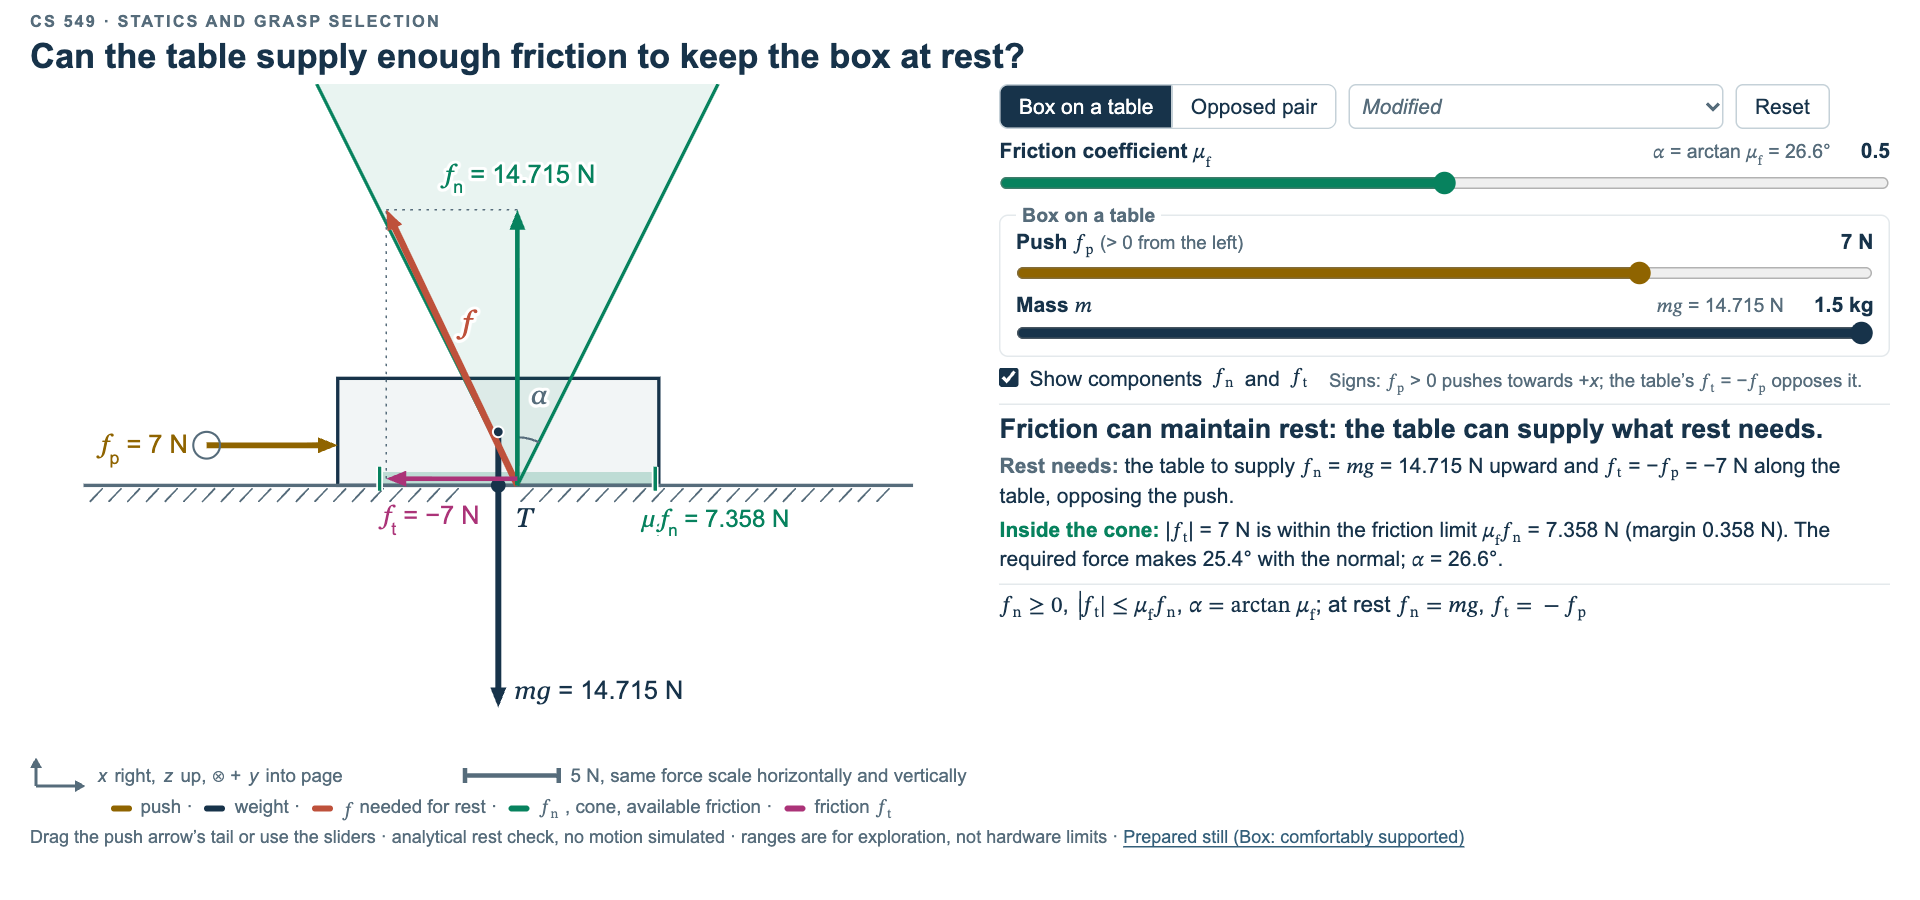 CS 549 · STATICS AND GRASP SELECTION
Can the table supply enough friction to keep the box at rest?
Box on a table
Opposed pair
Modified
Reset
Friction coefficient μf
α = arctan μf = 26.6°
0.5
Box on a table
Push fp (> 0 from the left)
7 N
Mass m
mg = 14.715 N
1.5 kg
Show components fn and ft
Signs: fp > 0 pushes towards +x; the table’s ft = −fp opposes it.
Friction can maintain rest: the table can supply what rest needs.
Rest needs: the table to supply fn = mg = 14.715 N upward and ft = −fp = −7 N along the
table, opposing the push.
Inside the cone: |ft| = 7 N is within the friction limit μf fn = 7.358 N (margin 0.358 N). The
required force makes 25.4° with the normal; α = 26.6°.
fn ≥ 0, |ft| ≤ μf fn, α = arctan μf; at rest fn = mg, ft = − fp
fn = 14.715 N
f
α
fp = 7 N
ft = −7 N
T
μf fn = 7.358 N
mg = 14.715 N
x right, z up, ⊗ + y into page
5 N, same force scale horizontally and vertically
push · weight · f needed for rest · fn , cone, available friction · friction ft
Drag the push arrow’s tail or use the sliders · analytical rest check, no motion simulated · ranges are for exploration, not hardware limits · Prepared still (Box: comfortably supported)